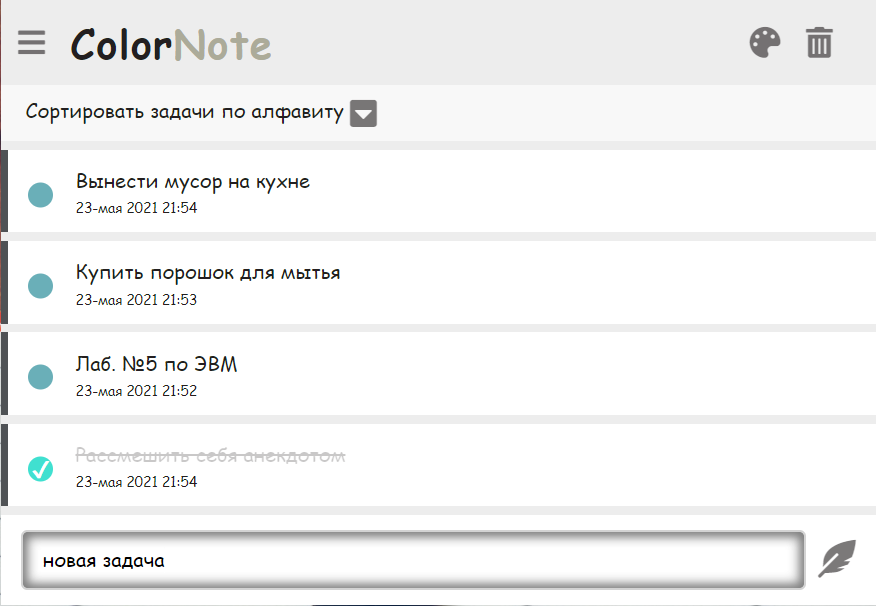 ColorNote
Сортировать задачи по алфавиту
Вынести мусор на кухне
23-мая 2021 21:54
Купить порошок для мытья
23-мая 2021 21:53
Лаб. №5 по ЭВМ
23-мая 2021 21:52
Рассмешить себя анекдотом
23-мая 2021 21:54
новая задача